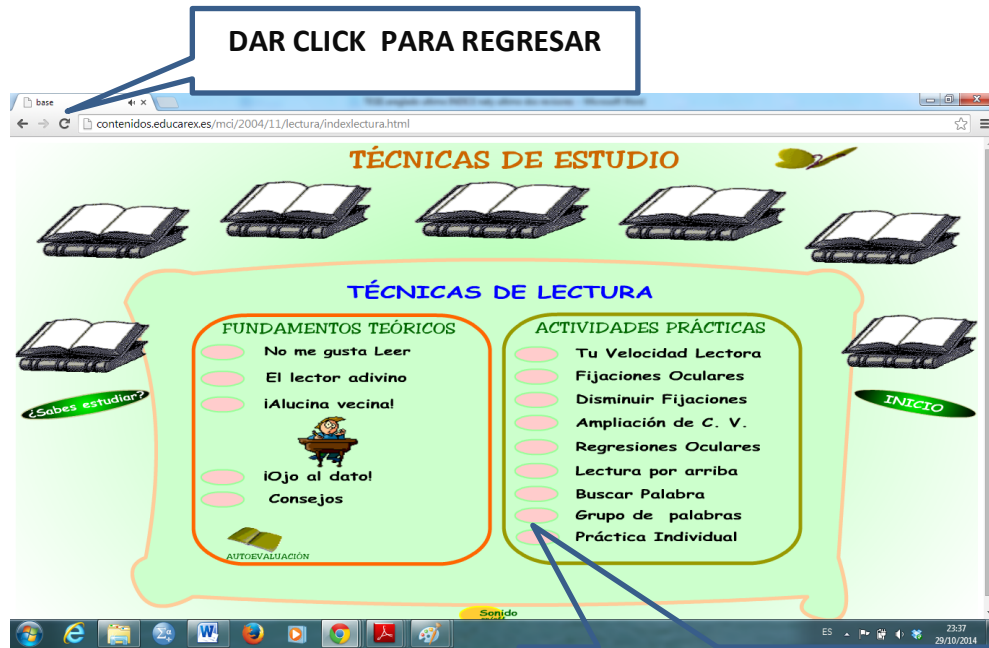 DAR CLICK PARA REGRESAR
base
contenidos.educarex.es/mci/2004/11/lectura/indexlectura.html
TÉCNICAS DE ESTUDIO
TÉCNICAS DE LECTURA
FUNDAMENTOS TEÓRICOS
No me gusta Leer
El lector adivino
¡Alucina vecina!
¡Ojo al dato!
Consejos
AUTOEVALUACIÓN
ACTIVIDADES PRÁCTICAS
Tu Velocidad Lectora
Fijaciones Oculares
Disminuir Fijaciones
Ampliación de C. V.
Regresiones Oculares
Lectura por arriba
Buscar Palabra
Grupo de palabras
Práctica Individual
¿Sabes estudiar?
INICIO
Sonido
ES
23:37
29/10/2014